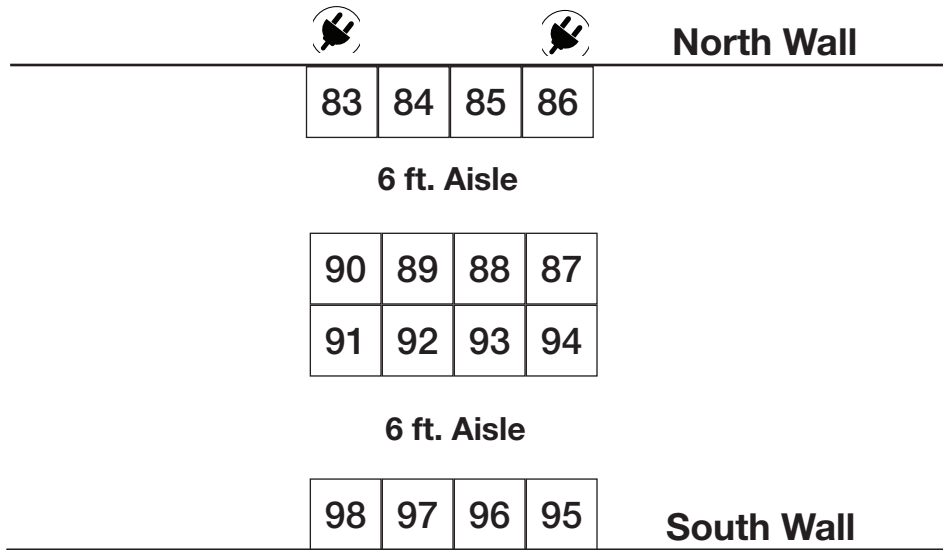 North Wall
83 84 85 86
6 ft. Aisle
90 89 88 87
91 92 93 94
6 ft. Aisle
98 97 96 95
South Wall